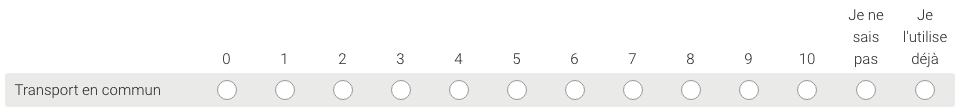 0 1 2 3 4 5 6 7 8 9 10 Je ne sais pas Je l'utilise déjà
Transport en commun